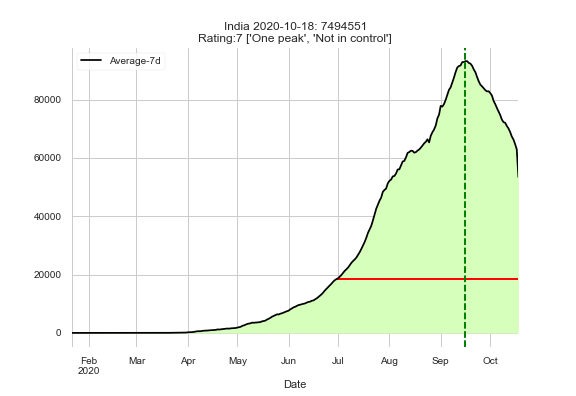 India 2020-10-18: 7494551
Rating:7 ['One peak', 'Not in control']
Average-7d
80000
60000
40000
20000
0
Feb Mar Apr May Jun Jul Aug Sep Oct
2020
Date